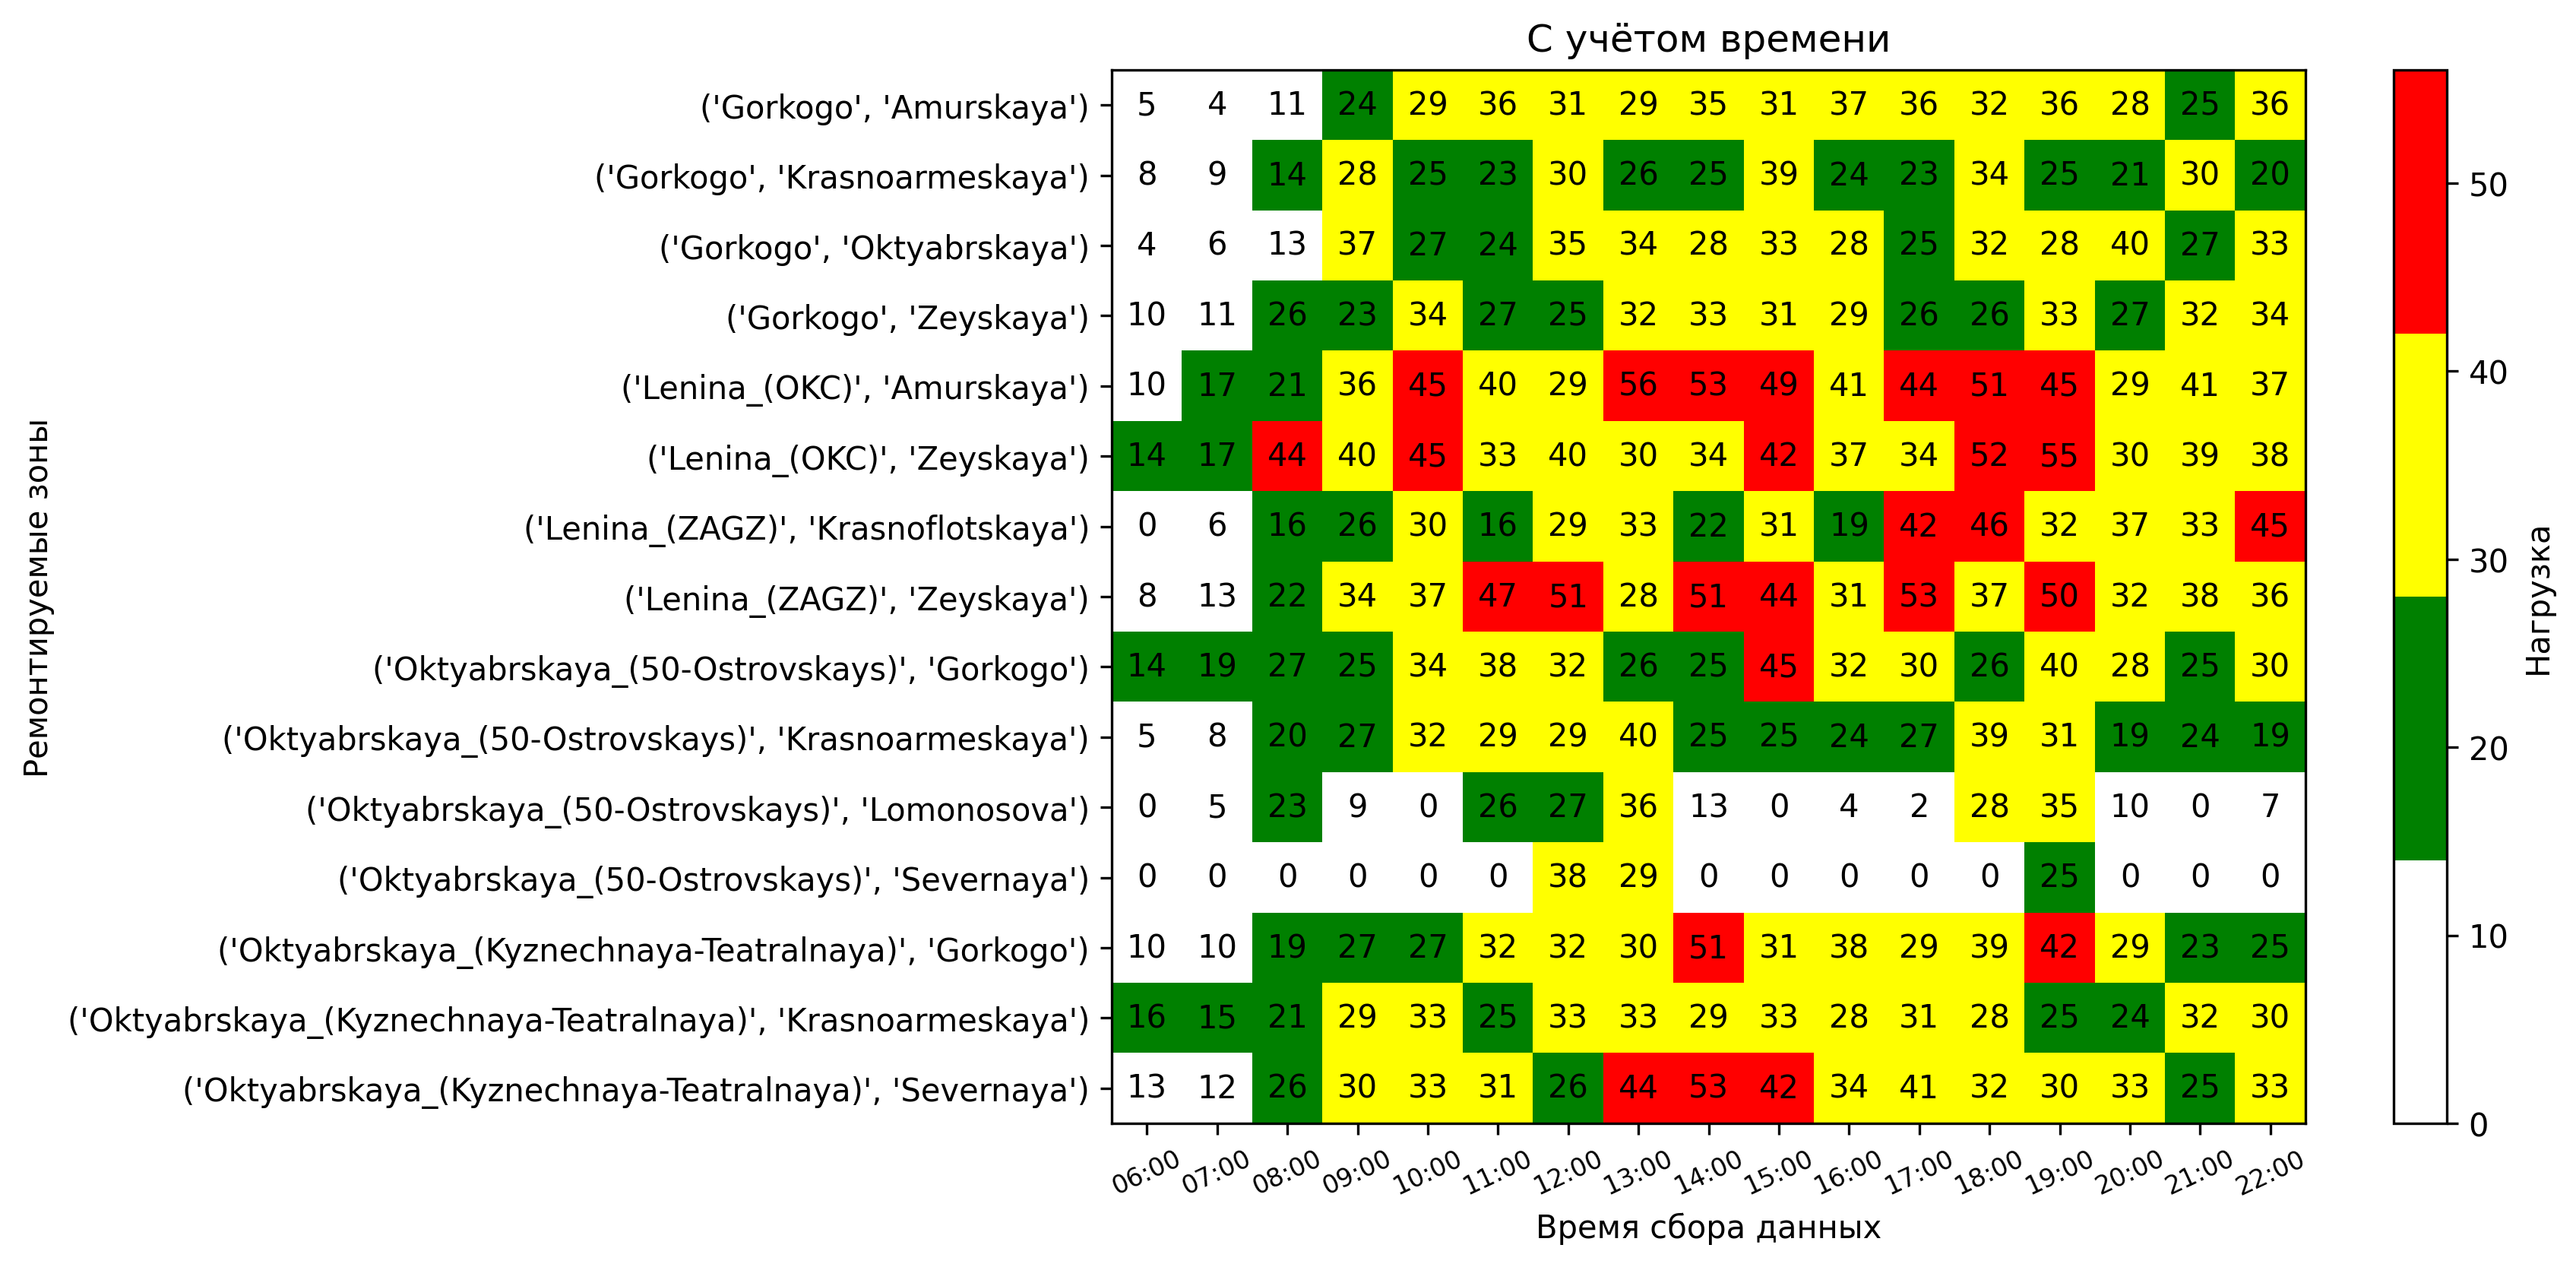 С учётом времени
Ремонтируемые зоны
('Gorkogo', 'Amurskaya') 5 4 11 24 29 36 31 29 35 31 37 36 32 36 28 25 36
('Gorkogo', 'Krasnoarmeskaya') 8 9 14 28 25 23 30 26 25 39 24 23 34 25 21 30 20
('Gorkogo', 'Oktyabrskaya') 4 6 13 37 27 24 35 34 28 33 28 25 32 28 40 27 33
('Gorkogo', 'Zeyskaya') 10 11 26 23 34 27 25 32 33 31 29 26 26 33 27 32 34
('Lenina_(OKC)', 'Amurskaya') 10 17 21 36 45 40 29 56 53 49 41 44 51 45 29 41 37
('Lenina_(OKC)', 'Zeyskaya') 14 17 44 40 45 33 40 30 34 42 37 34 52 55 30 39 38
('Lenina_(ZAGZ)', 'Krasnoflotskaya') 0 6 16 26 30 16 29 33 22 31 19 42 46 32 37 33 45
('Lenina_(ZAGZ)', 'Zeyskaya') 8 13 22 34 37 47 51 28 51 44 31 53 37 50 32 38 36
('Oktyabrskaya_(50-Ostrovskays)', 'Gorkogo') 14 19 27 25 34 38 32 26 25 45 32 30 26 40 28 25 30
('Oktyabrskaya_(50-Ostrovskays)', 'Krasnoarmeskaya') 5 8 20 27 32 29 29 40 25 25 24 27 39 31 19 24 19
('Oktyabrskaya_(50-Ostrovskays)', 'Lomonosova') 0 5 23 9 0 26 27 36 13 0 4 2 28 35 10 0 7
('Oktyabrskaya_(50-Ostrovskays)', 'Severnaya') 0 0 0 0 0 0 38 29 0 0 0 0 0 25 0 0 0
('Oktyabrskaya_(Kyznechnaya-Teatralnaya)', 'Gorkogo') 10 10 19 27 27 32 32 30 51 31 38 29 39 42 29 23 25
('Oktyabrskaya_(Kyznechnaya-Teatralnaya)', 'Krasnoarmeskaya') 16 15 21 29 33 25 33 33 29 33 28 31 28 25 24 32 30
('Oktyabrskaya_(Kyznechnaya-Teatralnaya)', 'Severnaya') 13 12 26 30 33 31 26 44 53 42 34 41 32 30 33 25 33
06:00 07:00 08:00 09:00 10:00 11:00 12:00 13:00 14:00 15:00 16:00 17:00 18:00 19:00 20:00 21:00 22:00
Время сбора данных
50
40
30
20
10
0
Нагрузка